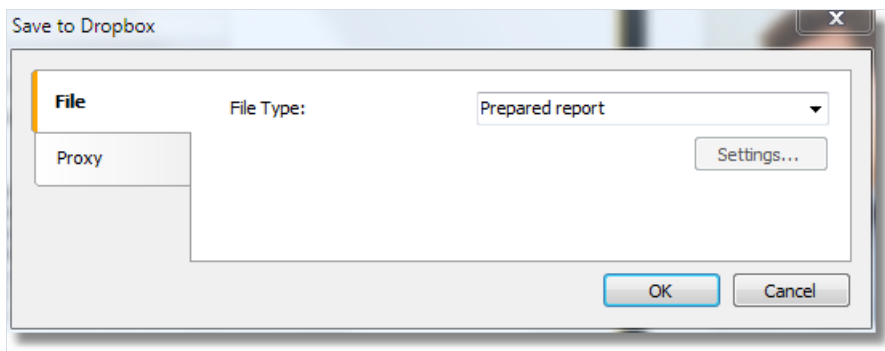 Save to Dropbox
X
File
File Type:
Prepared report
Proxy
Settings...
OK
Cancel